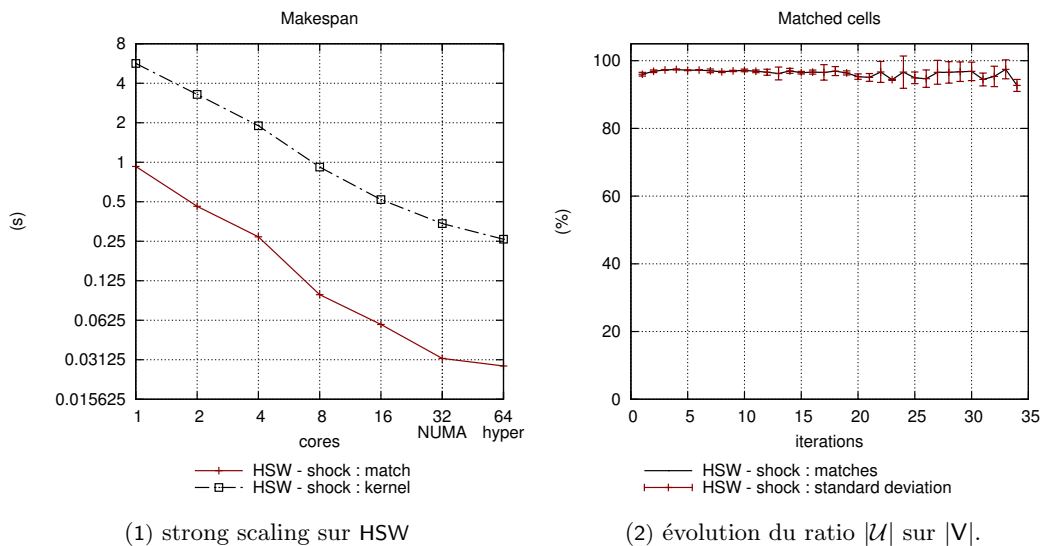 Makespan
8
4
2
1
0.5
0.25
0.125
0.0625
0.03125
0.015625
(s)
1 2 4 8 16 32 64
NUMA hyper
cores
HSW - shock : match
HSW - shock : kernel
(1) strong scaling sur HSW
Matched cells
100
80
60
40
20
0
(%)
0 5 10 15 20 25 30 35
iterations
HSW - shock : matches
HSW - shock : standard deviation
(2) évolution du ratio |𝒰| sur |V|.